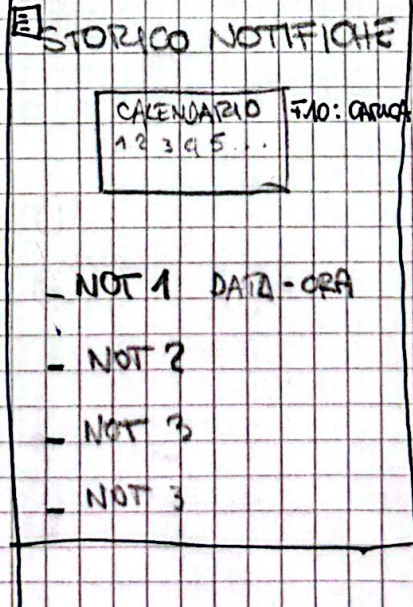 STORICO NOTIFICHE
CALENDARIO
1 2 3 4 5...
- NOT 1 DATA - ORA
- NOT 2
- NOT 3
- NOT 3